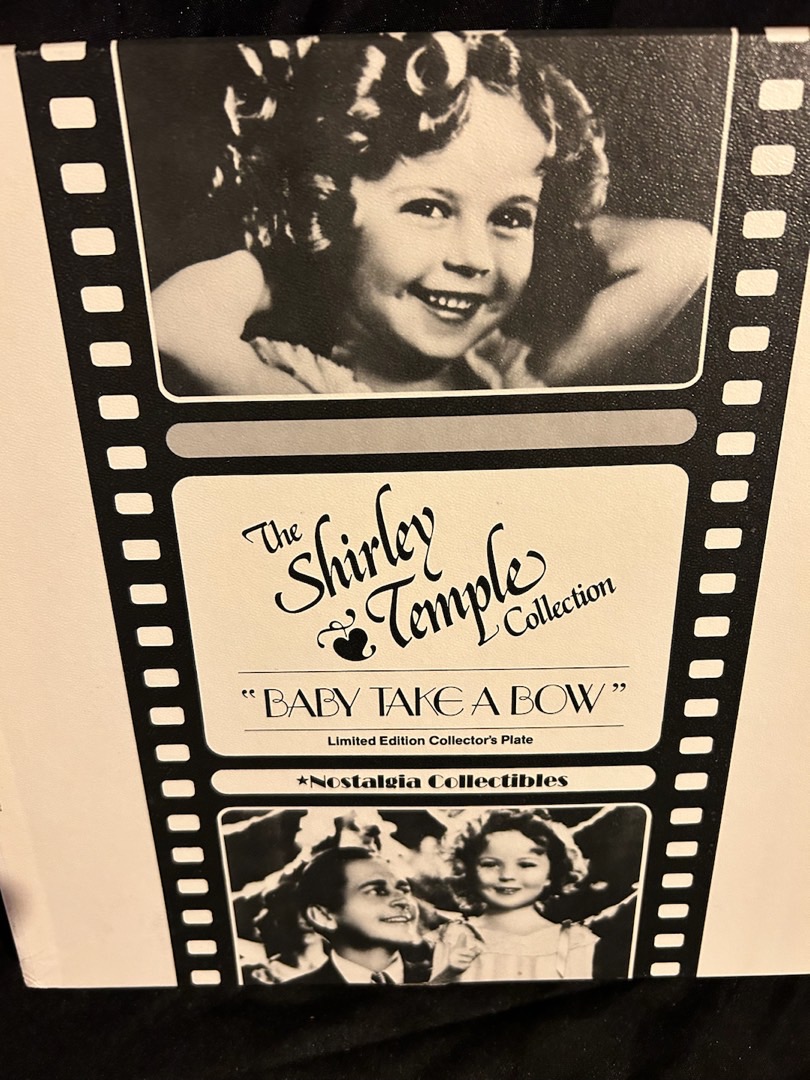 The
Shirley
Temple
Collection
“BABY TAKE A BOW”
Limited Edition Collector's Plate
★Nostalgia Collectibles